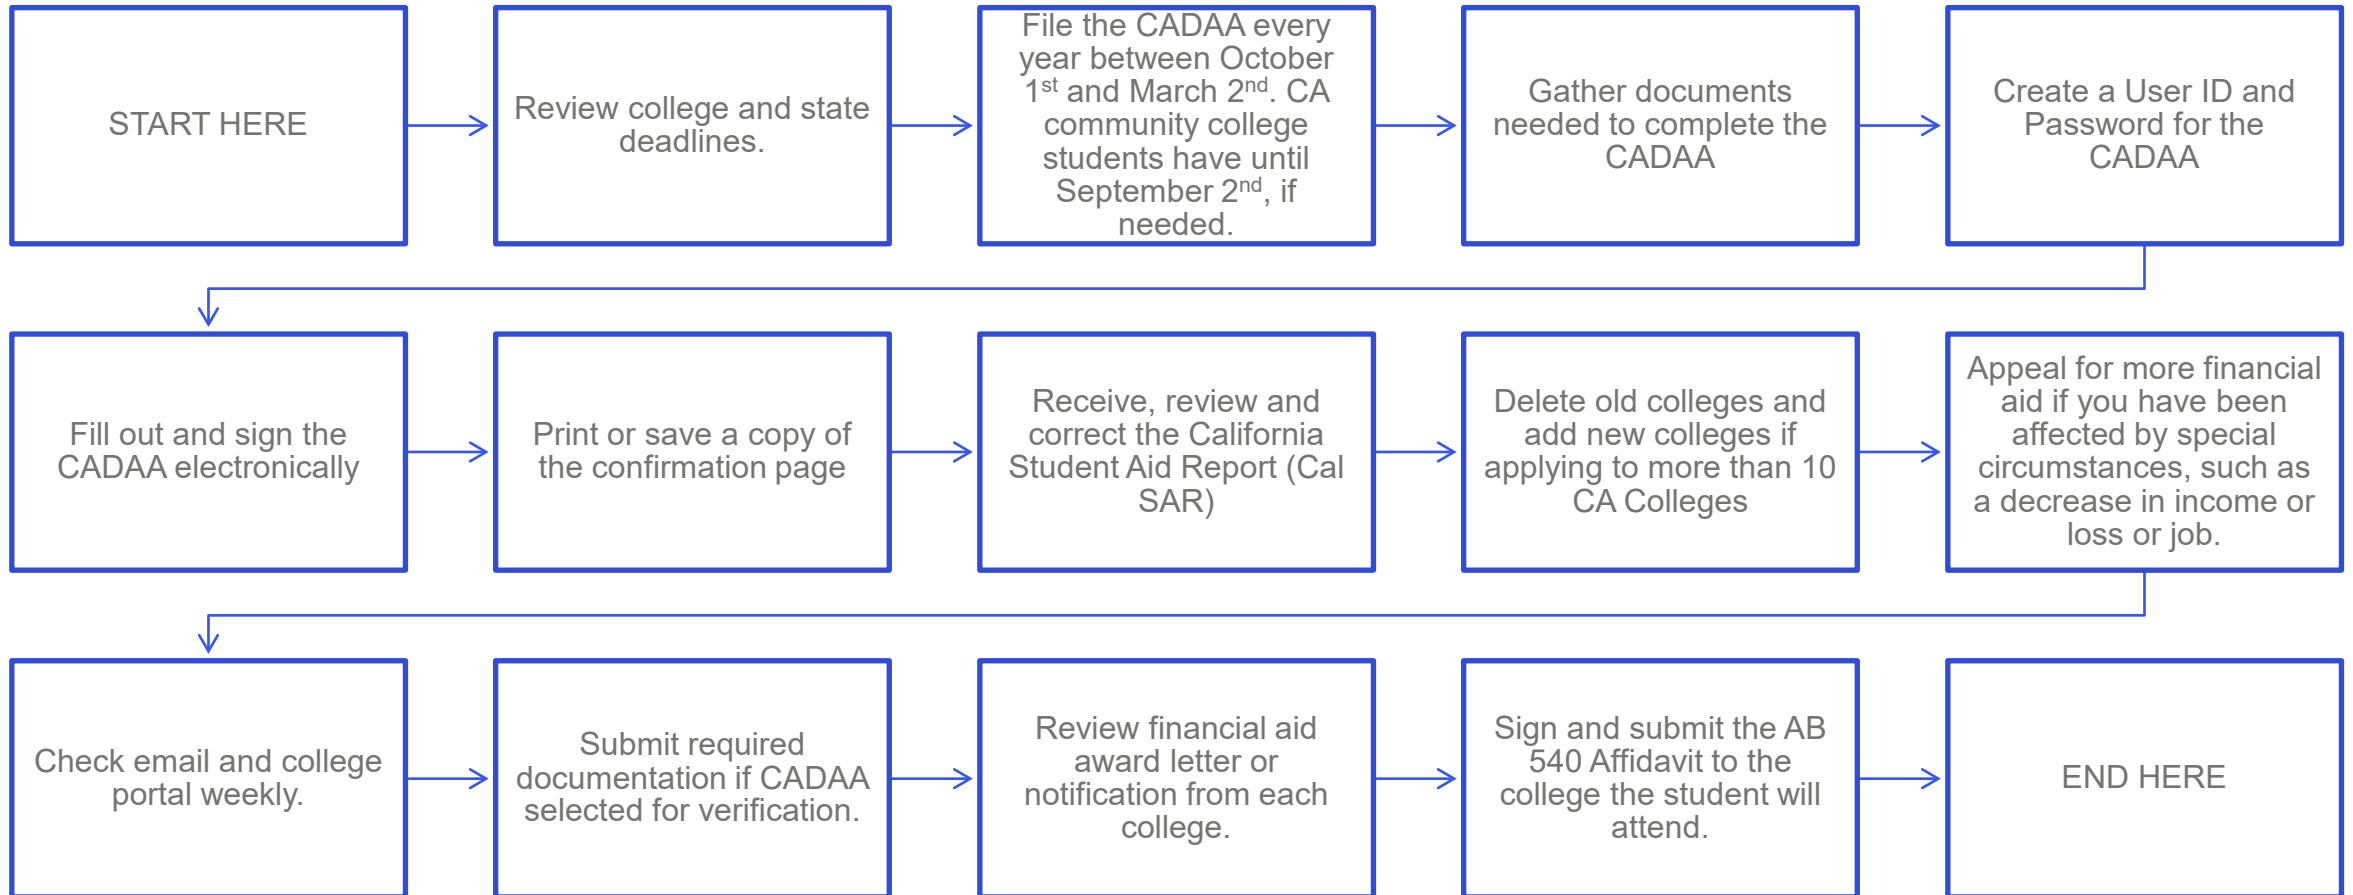 START HERE
Review college and state
deadlines.
File the CADAA every
year between October
1st and March 2nd. CA
community college
students have until
September 2nd, if
needed.
Gather documents
needed to complete the
CADAA
Create a User ID and
Password for the
CADAA
Fill out and sign the
CADAA electronically
Print or save a copy of
the confirmation page
Receive, review and
correct the California
Student Aid Report (Cal
SAR)
Delete old colleges and
add new colleges if
applying to more than 10
CA Colleges
Appeal for more financial
aid if you have been
affected by special
circumstances, such as
a decrease in income or
loss or job.
Check email and college
portal weekly.
Submit required
documentation if CADAA
selected for verification.
Review financial aid
award letter or
notification from each
college.
Sign and submit the AB
540 Affidavit to the
college the student will
attend.
END HERE